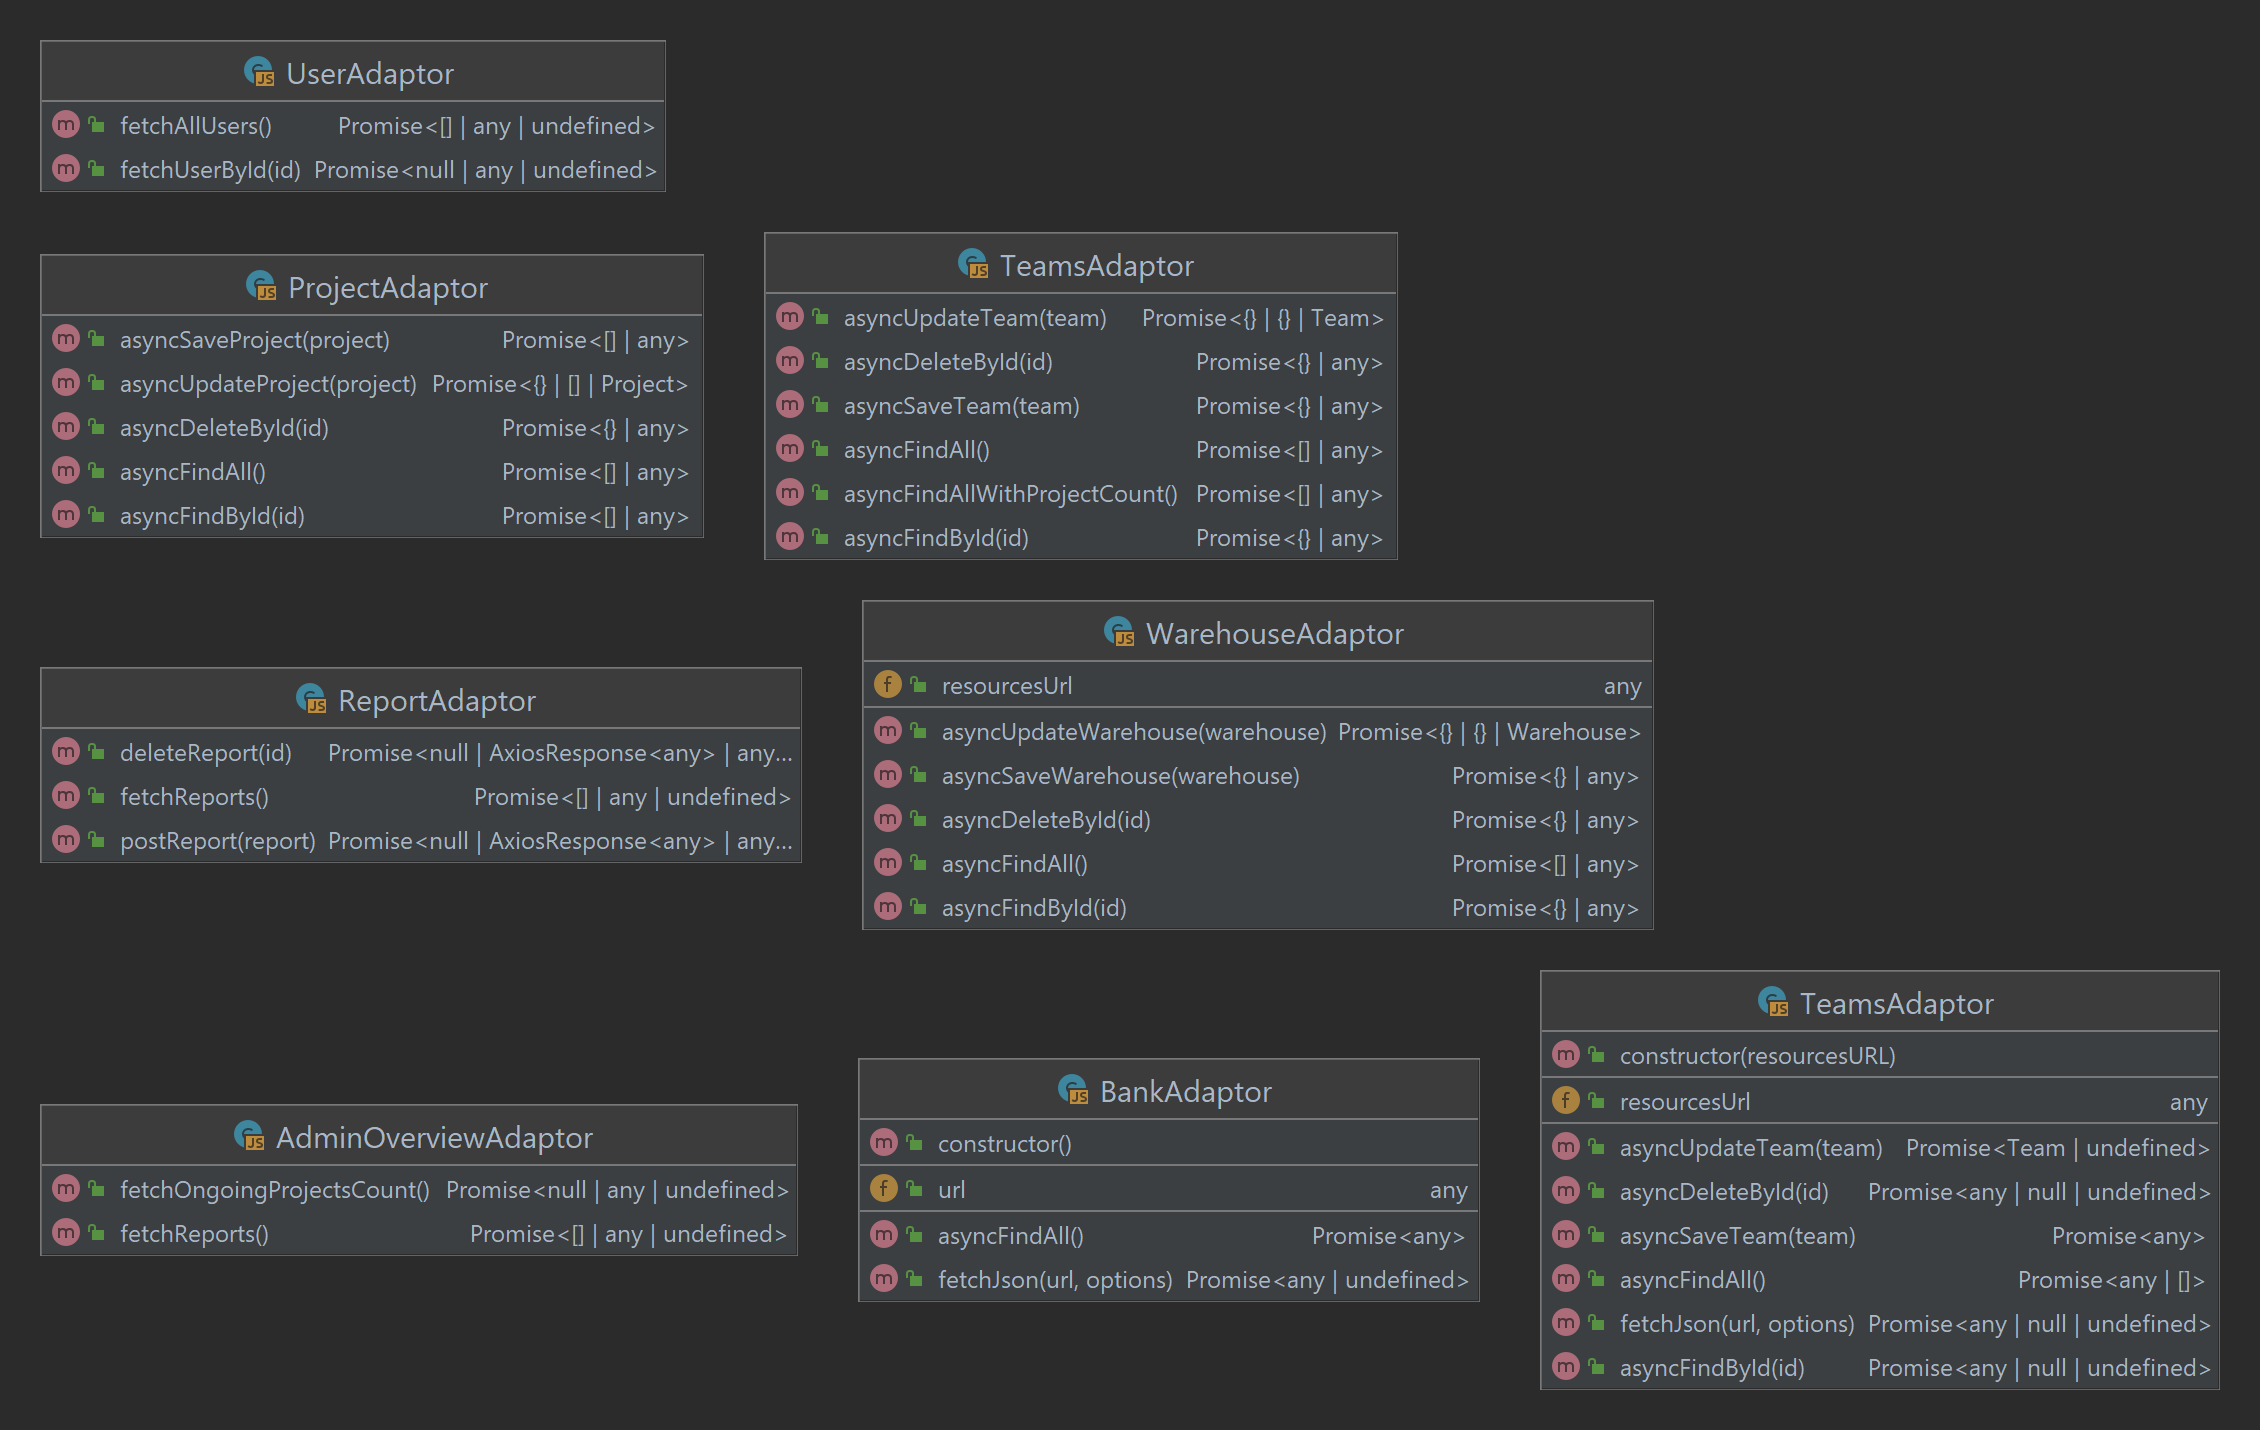 UserAdaptor
fetchAllUsers() Promise<[] | any | undefined>
fetchUserById(id) Promise<null | any | undefined>
ProjectAdaptor
asyncSaveProject(project) Promise<[] | any>
asyncUpdateProject(project) Promise<{} | [] | Project>
asyncDeleteById(id) Promise<{} | any>
asyncFindAll() Promise<[] | any>
asyncFindById(id) Promise<[] | any>
TeamsAdaptor
asyncUpdateTeam(team) Promise<{} | {} | Team>
asyncDeleteById(id) Promise<{} | any>
asyncSaveTeam(team) Promise<{} | any>
asyncFindAll() Promise<[] | any>
asyncFindAllWithProjectCount() Promise<[] | any>
asyncFindById(id) Promise<{} | any>
ReportAdaptor
deleteReport(id) Promise<null | AxiosResponse<any> | any...
fetchReports() Promise<[] | any | undefined>
postReport(report) Promise<null | AxiosResponse<any> | any...
WarehouseAdaptor
resourcesUrl any
asyncUpdateWarehouse(warehouse) Promise<{} | {} | Warehouse>
asyncSaveWarehouse(warehouse) Promise<{} | any>
asyncDeleteById(id) Promise<{} | any>
asyncFindAll() Promise<[] | any>
asyncFindById(id) Promise<{} | any>
AdminOverviewAdaptor
fetchOngoingProjectsCount() Promise<null | any | undefined>
fetchReports() Promise<[] | any | undefined>
BankAdaptor
constructor()
url any
asyncFindAll() Promise<any>
fetchJson(url, options) Promise<any | undefined>
TeamsAdaptor
constructor(resourcesURL)
resourcesUrl any
asyncUpdateTeam(team) Promise<Team | undefined>
asyncDeleteById(id) Promise<any | null | undefined>
asyncSaveTeam(team) Promise<any>
asyncFindAll() Promise<any | []>
fetchJson(url, options) Promise<any | null | undefined>
asyncFindById(id) Promise<any | null | undefined>